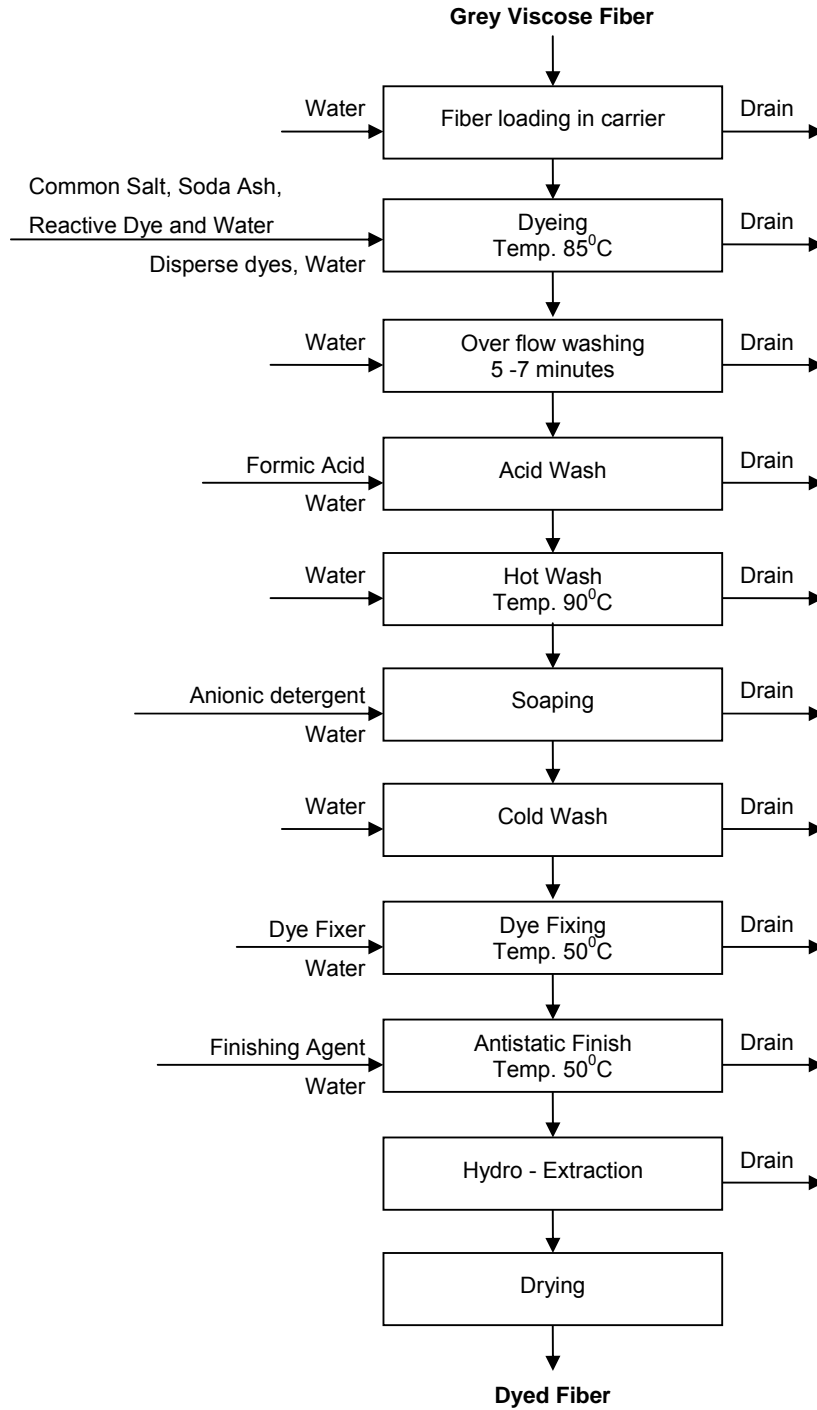 Grey Viscose Fiber
Water
Fiber loading in carrier
Drain
Common Salt, Soda Ash,
Reactive Dye and Water
Disperse dyes, Water
Dyeing
Temp. 85⁰C
Drain
Water
Over flow washing
5 -7 minutes
Drain
Formic Acid
Water
Acid Wash
Drain
Water
Hot Wash
Temp. 90⁰C
Drain
Anionic detergent
Water
Soaping
Drain
Water
Cold Wash
Drain
Dye Fixer
Water
Dye Fixing
Temp. 50⁰C
Drain
Finishing Agent
Water
Antistatic Finish
Temp. 50⁰C
Drain
Hydro - Extraction
Drain
Drying
Dyed Fiber